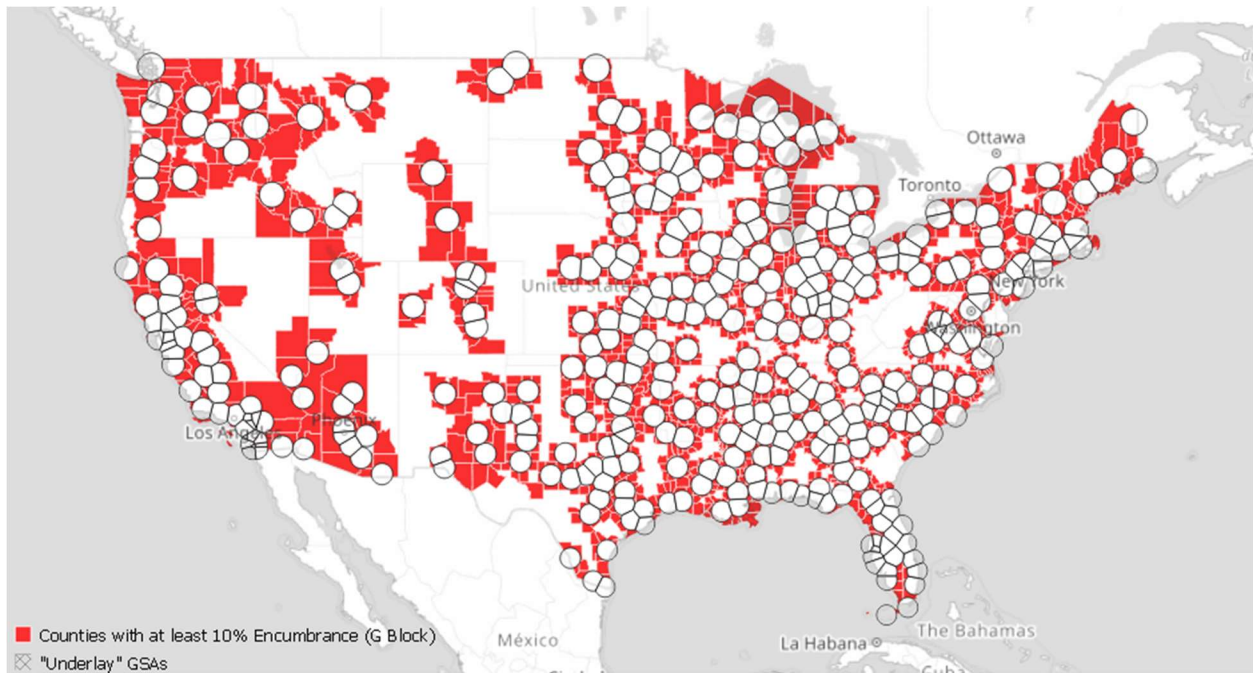 Ottawa
Toronto
United States
New York
Washington
Los Angeles
Phoenix
■ Counties with at least 10% Encumbrance (G Block)
"Underlay" GSAs
México
La Habana
The Bahamas
Cuba